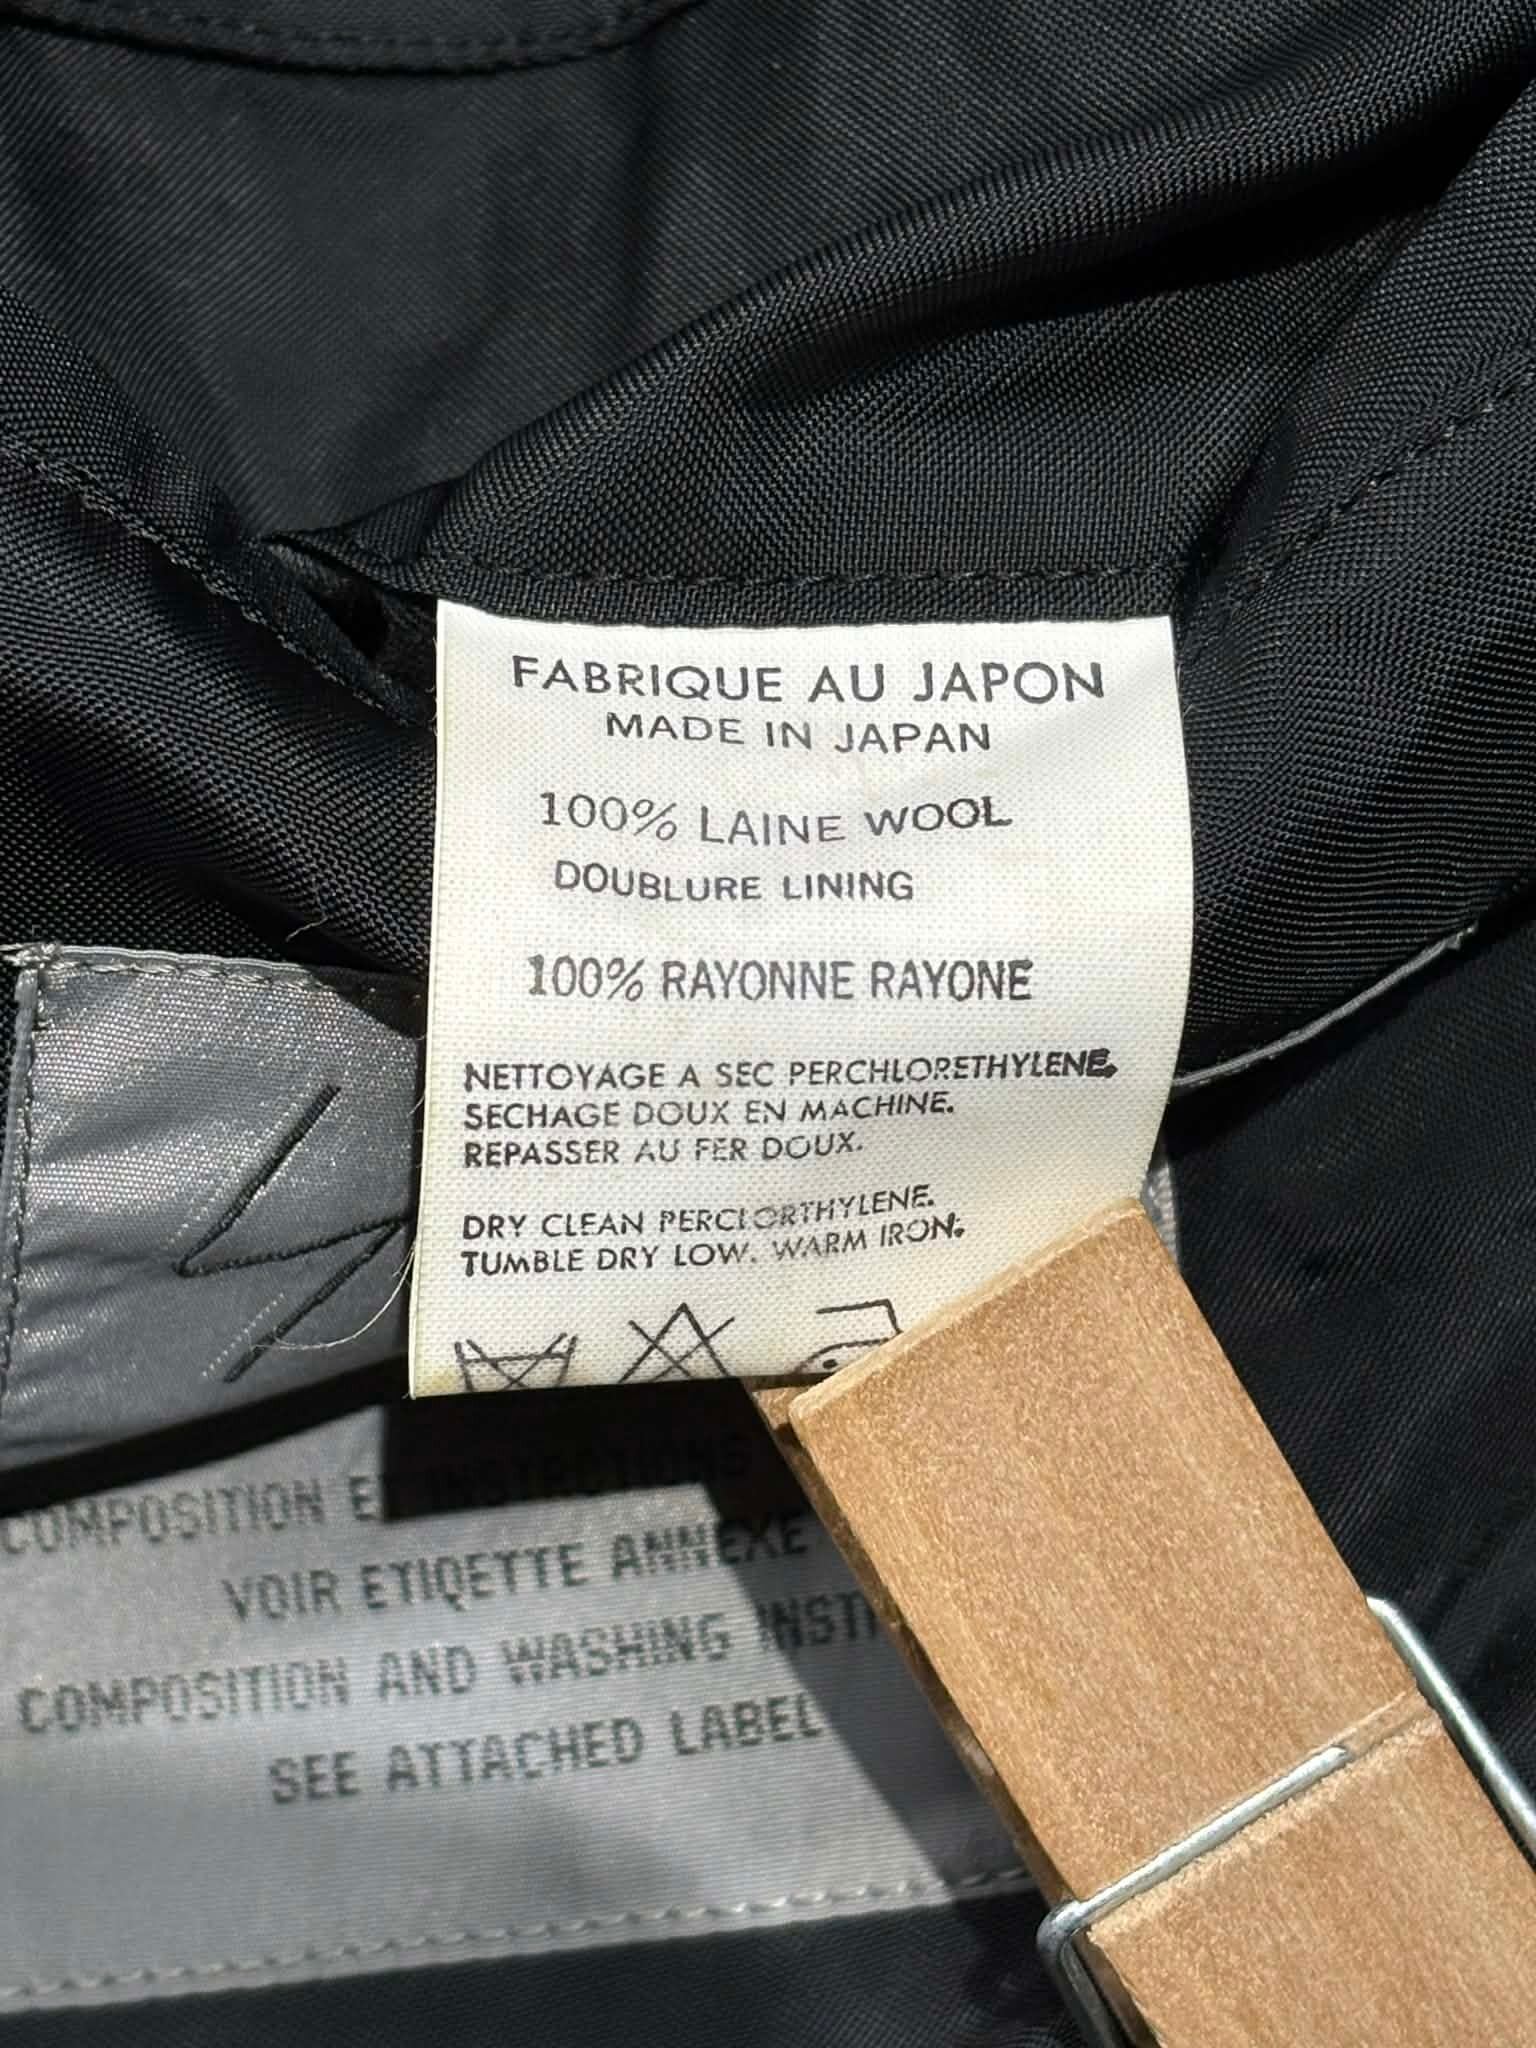 FABRIQUE AU JAPON
MADE IN JAPAN
100% LAINE WOOL
DOUBLURE LINING
100% RAYONNE RAYONE
NETTOYAGE A SEC PERCHLORETHYLENE.
SECHAGE DOUX EN MACHINE.
REPASSER AU FER DOUX.
DRY CLEAN PERCLORTHYLENE.
TUMBLE DRY LOW. WARM IRON.
COMPOSITION ET INSTRUCTIONS
VOIR ETIQETTE ANNEXE
COMPOSITION AND WASHING
SEE ATTACHED LABEL